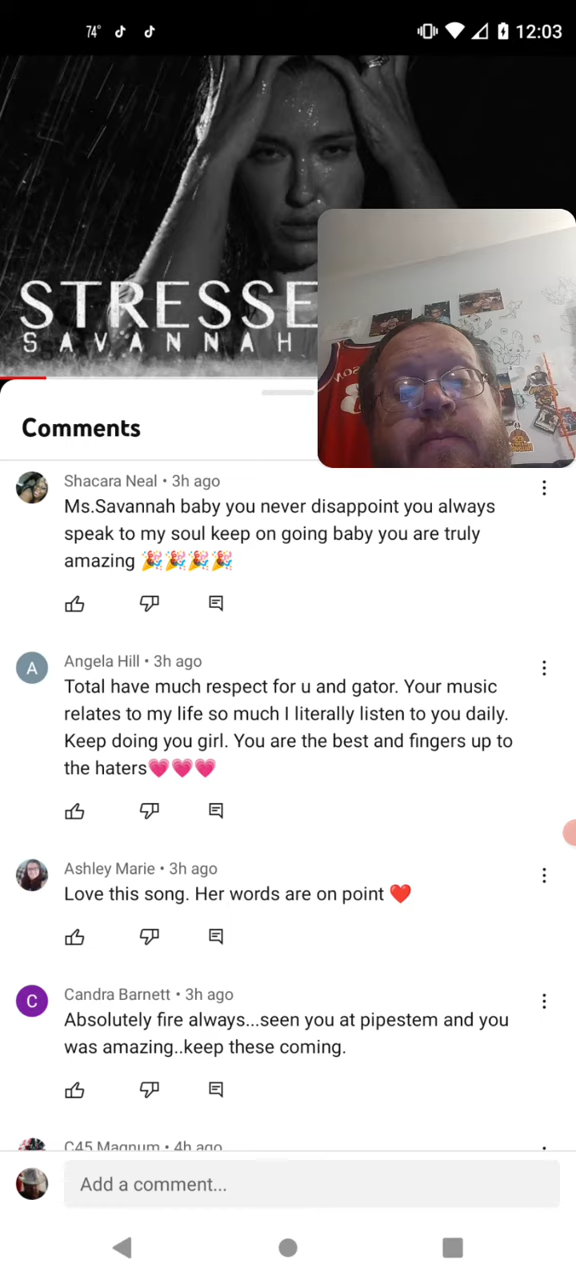 74° 12:03
STRESSE
SAVANNAH
Comments
Shacara Neal • 3h ago
Ms.Savannah baby you never disappoint you always
speak to my soul keep on going baby you are truly
amazing 🎉🎉🎉🎉
A Angela Hill • 3h ago
Total have much respect for u and gator. Your music
relates to my life so much I literally listen to you daily.
Keep doing you girl. You are the best and fingers up to
the haters💗💗💗
Ashley Marie • 3h ago
Love this song. Her words are on point ❤️
C Candra Barnett • 3h ago
Absolutely fire always...seen you at pipestem and you
was amazing..keep these coming.
C45 Magnum • 4h ago
Add a comment...